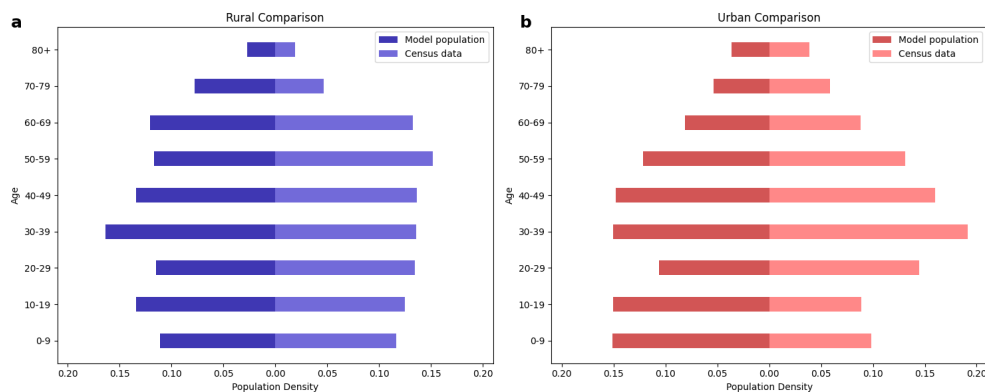 a
Rural Comparison
Model population
Census data
Age
80+
70-79
60-69
50-59
40-49
30-39
20-29
10-19
0-9
0.20 0.15 0.10 0.05 0.00 0.05 0.10 0.15 0.20
Population Density
b
Urban Comparison
Model population
Census data
Age
80+
70-79
60-69
50-59
40-49
30-39
20-29
10-19
0-9
0.20 0.15 0.10 0.05 0.00 0.05 0.10 0.15 0.20
Population Density